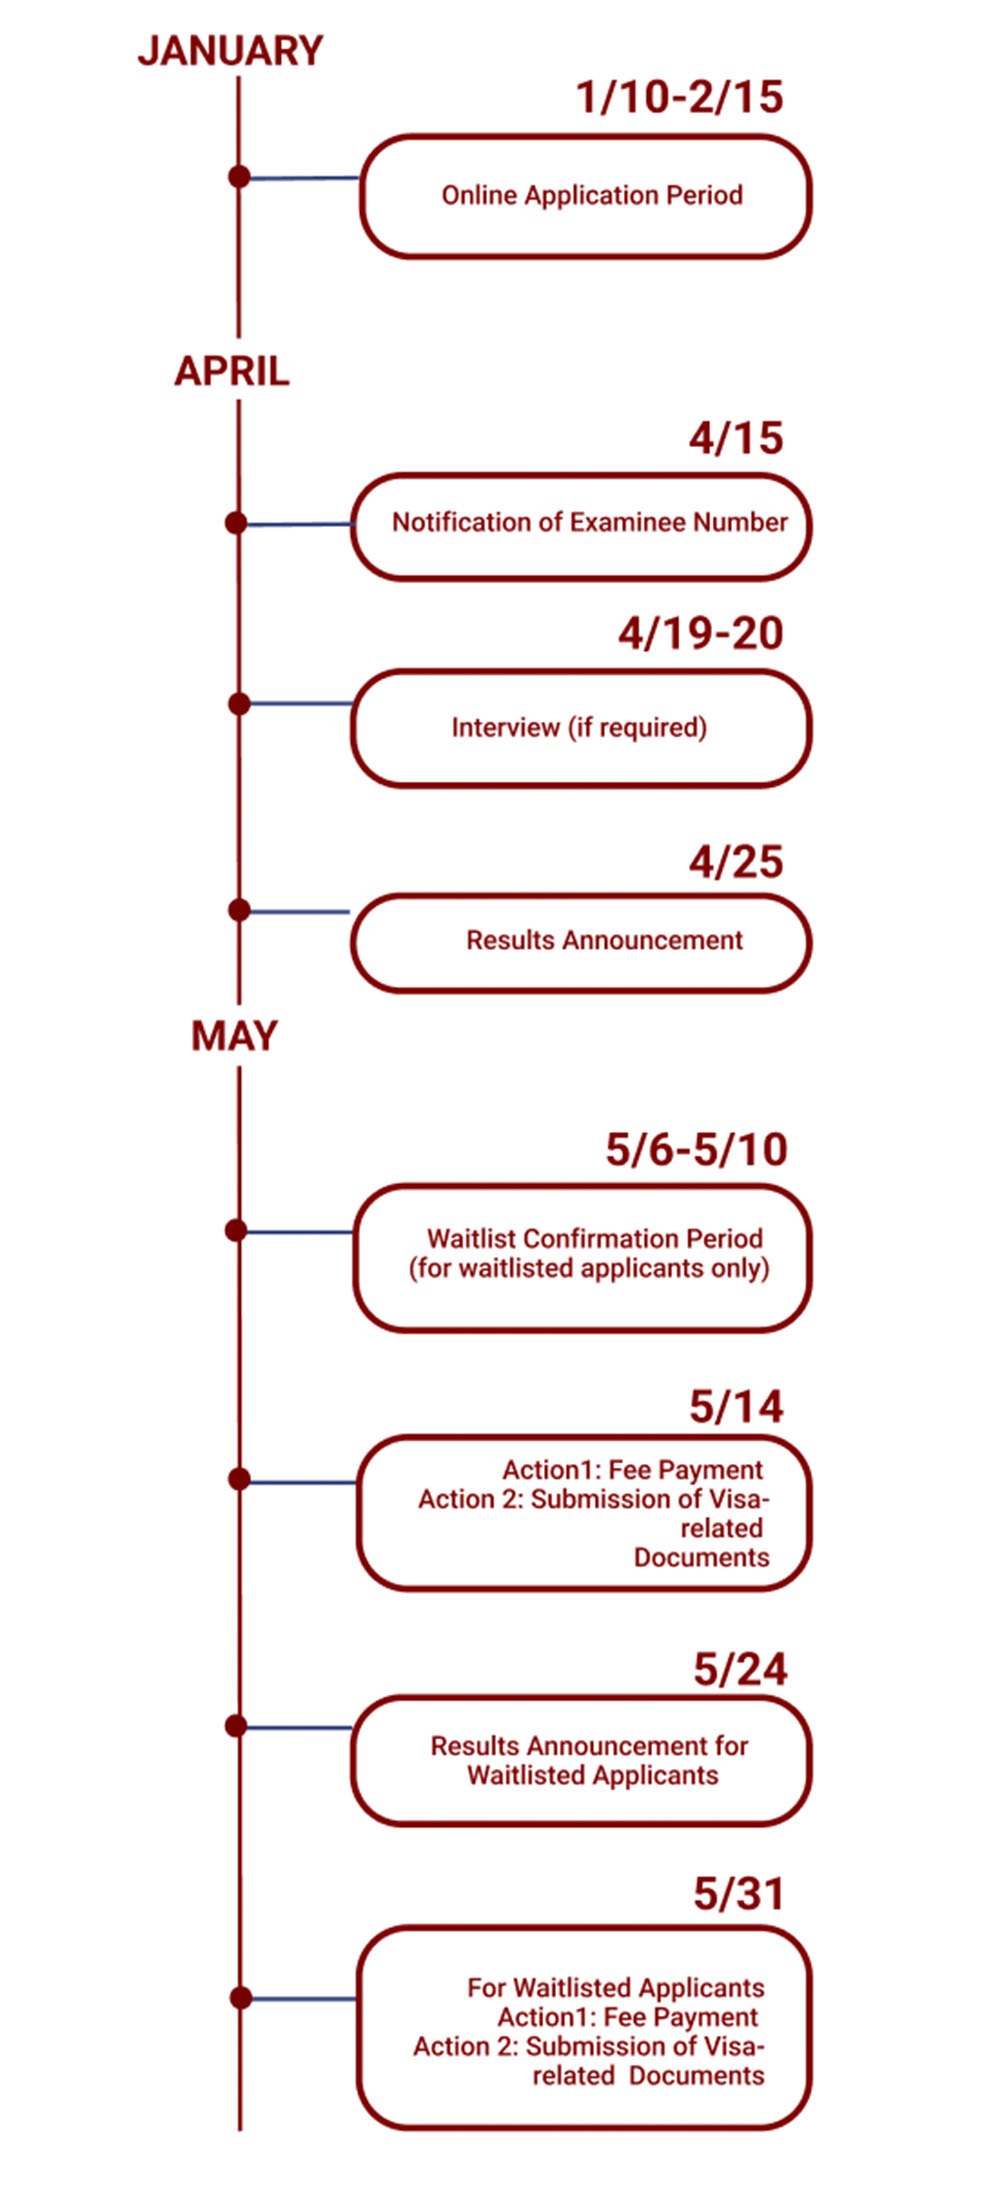 JANUARY
1/10-2/15
Online Application Period
APRIL
4/15
Notification of Examinee Number
4/19-20
Interview (if required)
4/25
Results Announcement
MAY
5/6-5/10
Waitlist Confirmation Period
(for waitlisted applicants only)
5/14
Action1: Fee Payment
Action 2: Submission of Visa-
related
Documents
5/24
Results Announcement for
Waitlisted Applicants
5/31
For Waitlisted Applicants
Action1: Fee Payment
Action 2: Submission of Visa-
related Documents